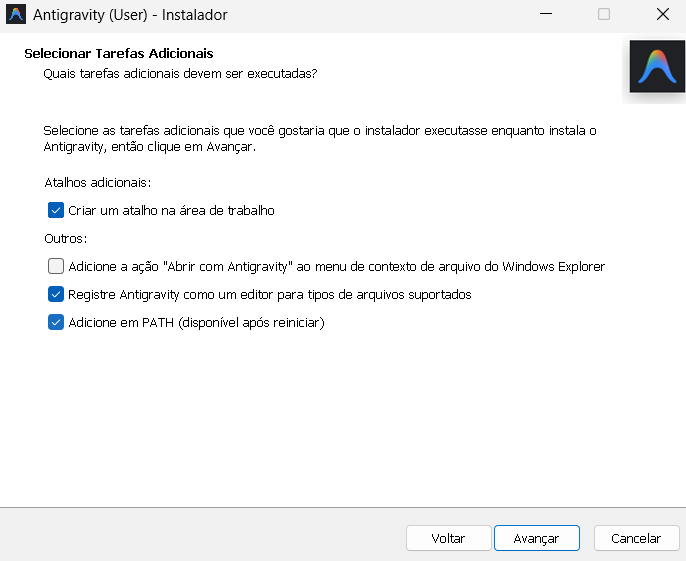 Antigravity (User) - Instalador
Selecionar Tarefas Adicionais
Quais tarefas adicionais devem ser executadas?
Selecione as tarefas adicionais que você gostaria que o instalador executasse enquanto instala o
Antigravity, então clique em Avançar.
Atalhos adicionais:
Criar um atalho na área de trabalho
Outros:
Adicione a ação "Abrir com Antigravity" ao menu de contexto de arquivo do Windows Explorer
Registre Antigravity como um editor para tipos de arquivos suportados
Adicione em PATH (disponível após reiniciar)
Voltar Avançar Cancelar